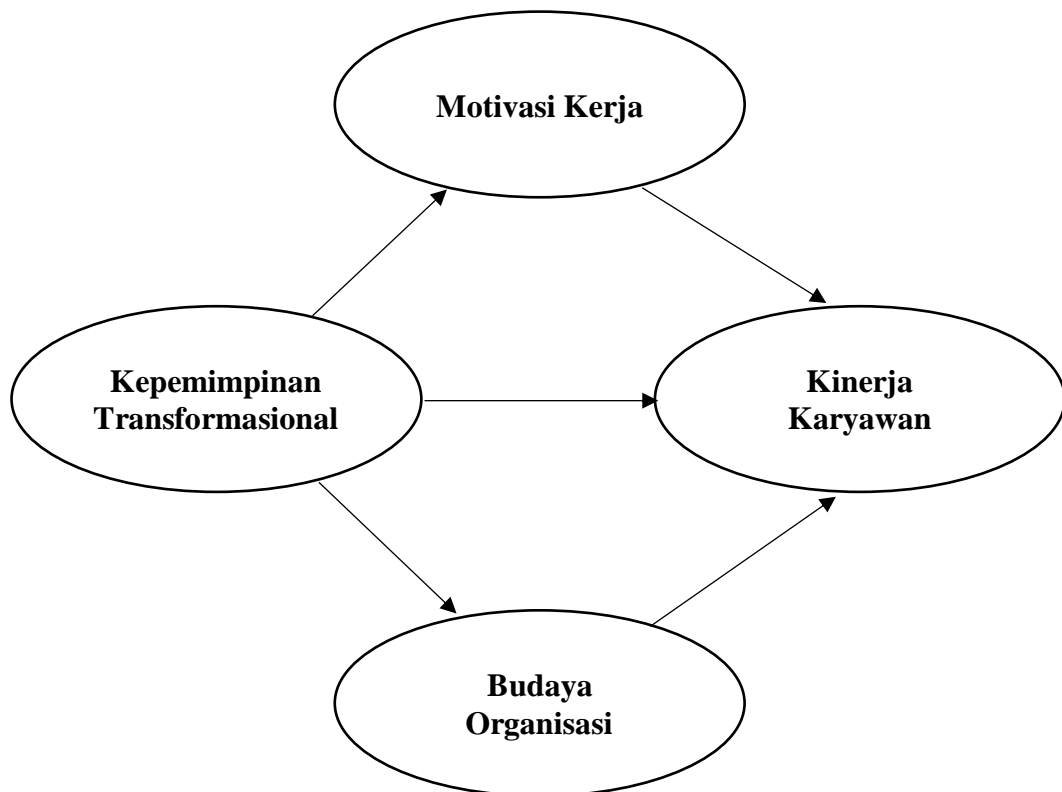 Motivasi Kerja
Kepemimpinan
Transformasional
Kinerja
Karyawan
Budaya
Organisasi